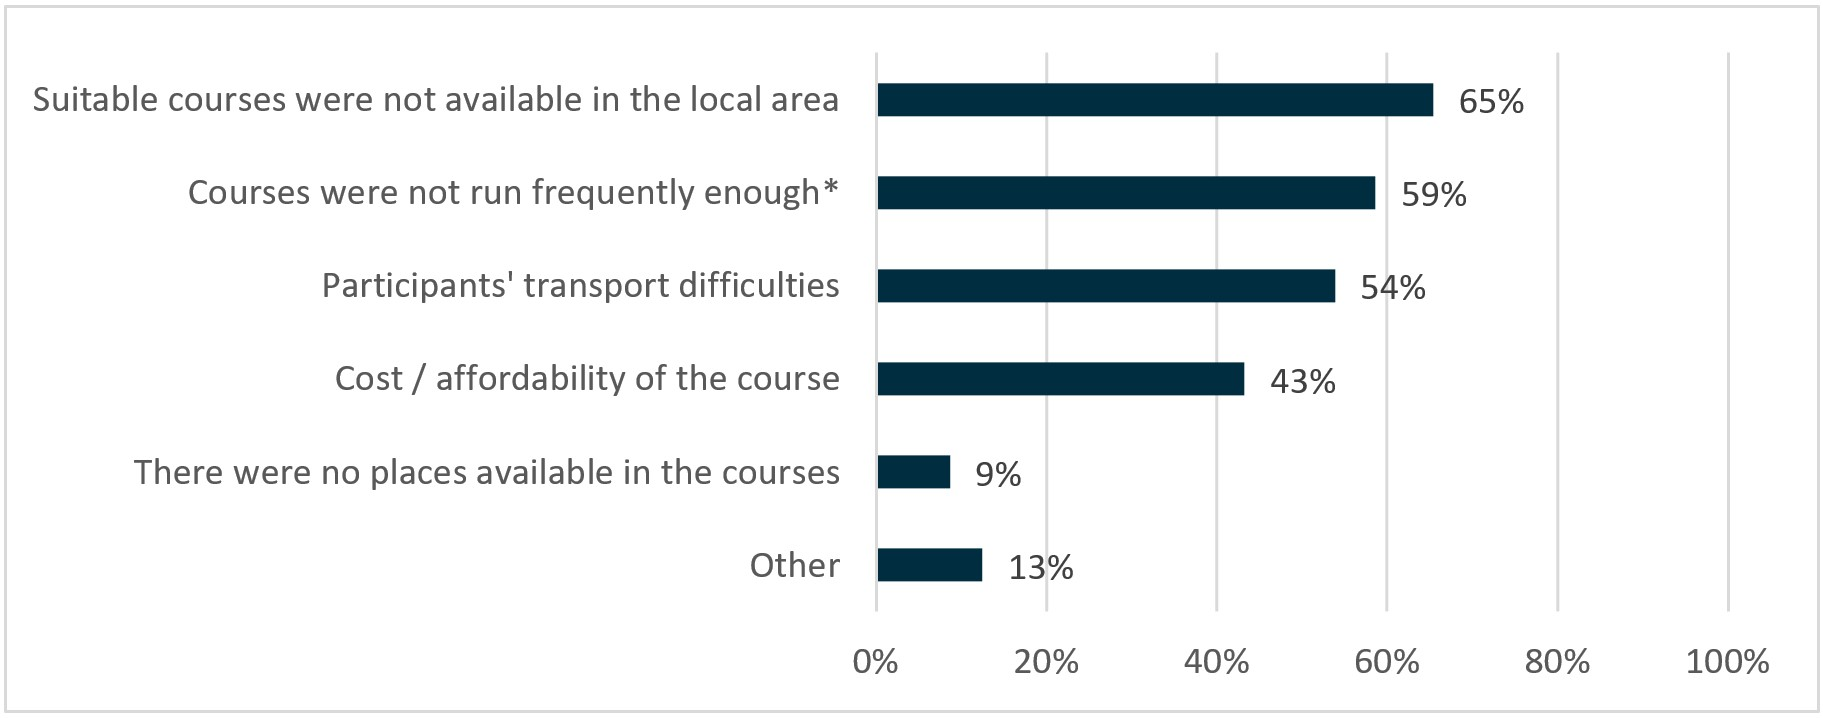 Suitable courses were not available in the local area 65%
Courses were not run frequently enough* 59%
Participants' transport difficulties 54%
Cost / affordability of the course 43%
There were no places available in the courses 9%
Other 13%
0% 20% 40% 60% 80% 100%